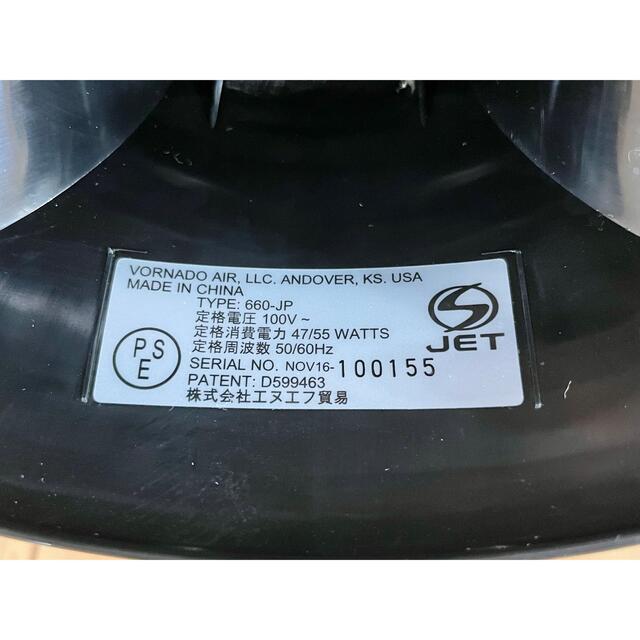 VORNADO AIR, LLC. ANDOVER, KS. USA
MADE IN CHINA
TYPE: 660-JP
定格電圧 100V~
定格消費電力 47/55 WATTS
定格周波数 50/60Hz
SERIAL NO. NOV16-100155
PATENT: D599463
株式会社エヌエフ貿易
PS
E
JET